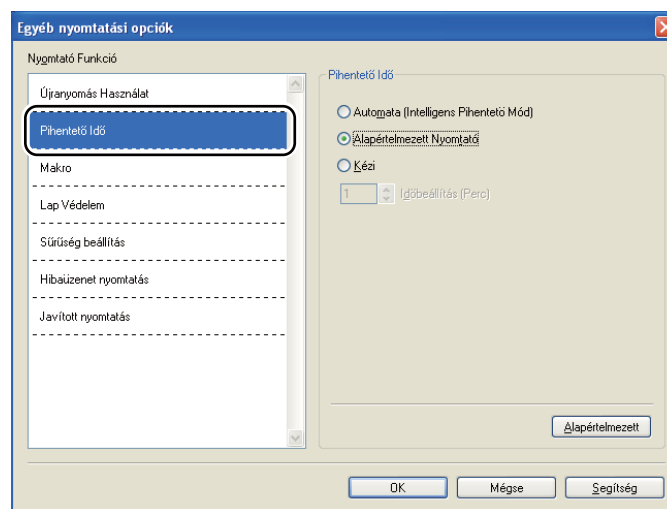 Egyéb nyomtatási opciók
Nyomtató Funkció
Újranyomás Használat
Pihentető Idő
Makro
Lap Védelem
Sűrűség beállítás
Hibaüzenet nyomtatás
Javított nyomtatás
Pihentető Idő
Automata (Intelligens Pihentetö Mód)
Alapértelmezett Nyomtató
Kézi
1 Időbeállítás (Perc)
Alapértelmezett
OK Mégse Segítség